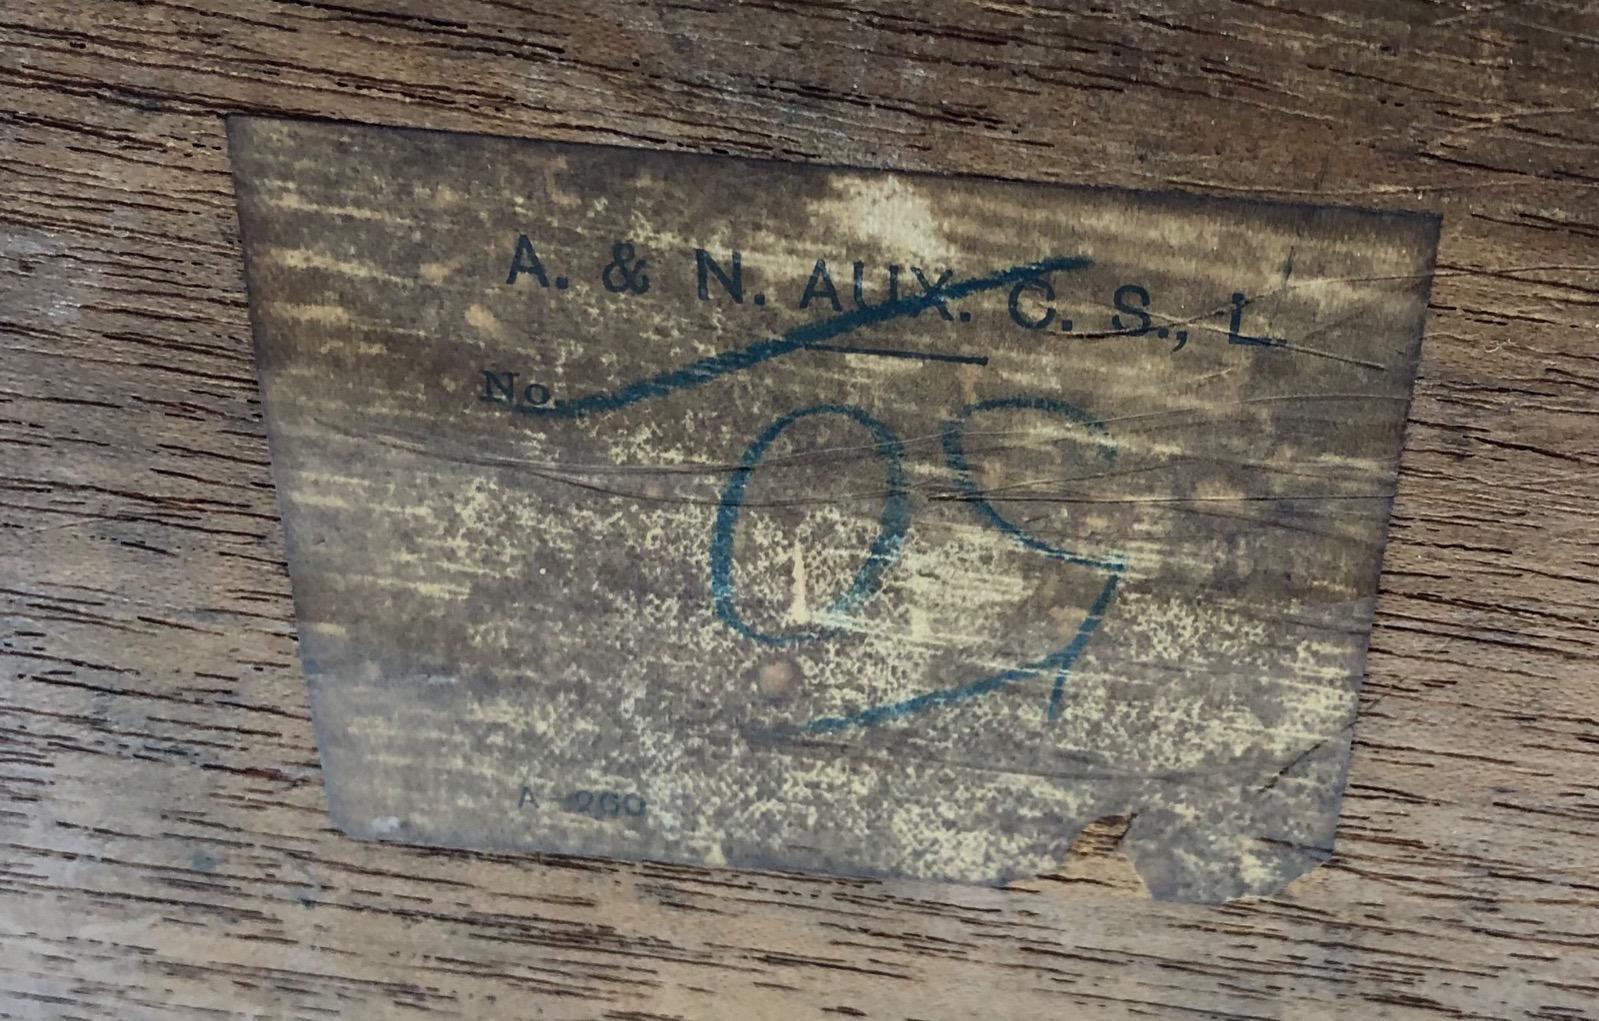 A. & N. AUX. C. S., L.
No.
A 260